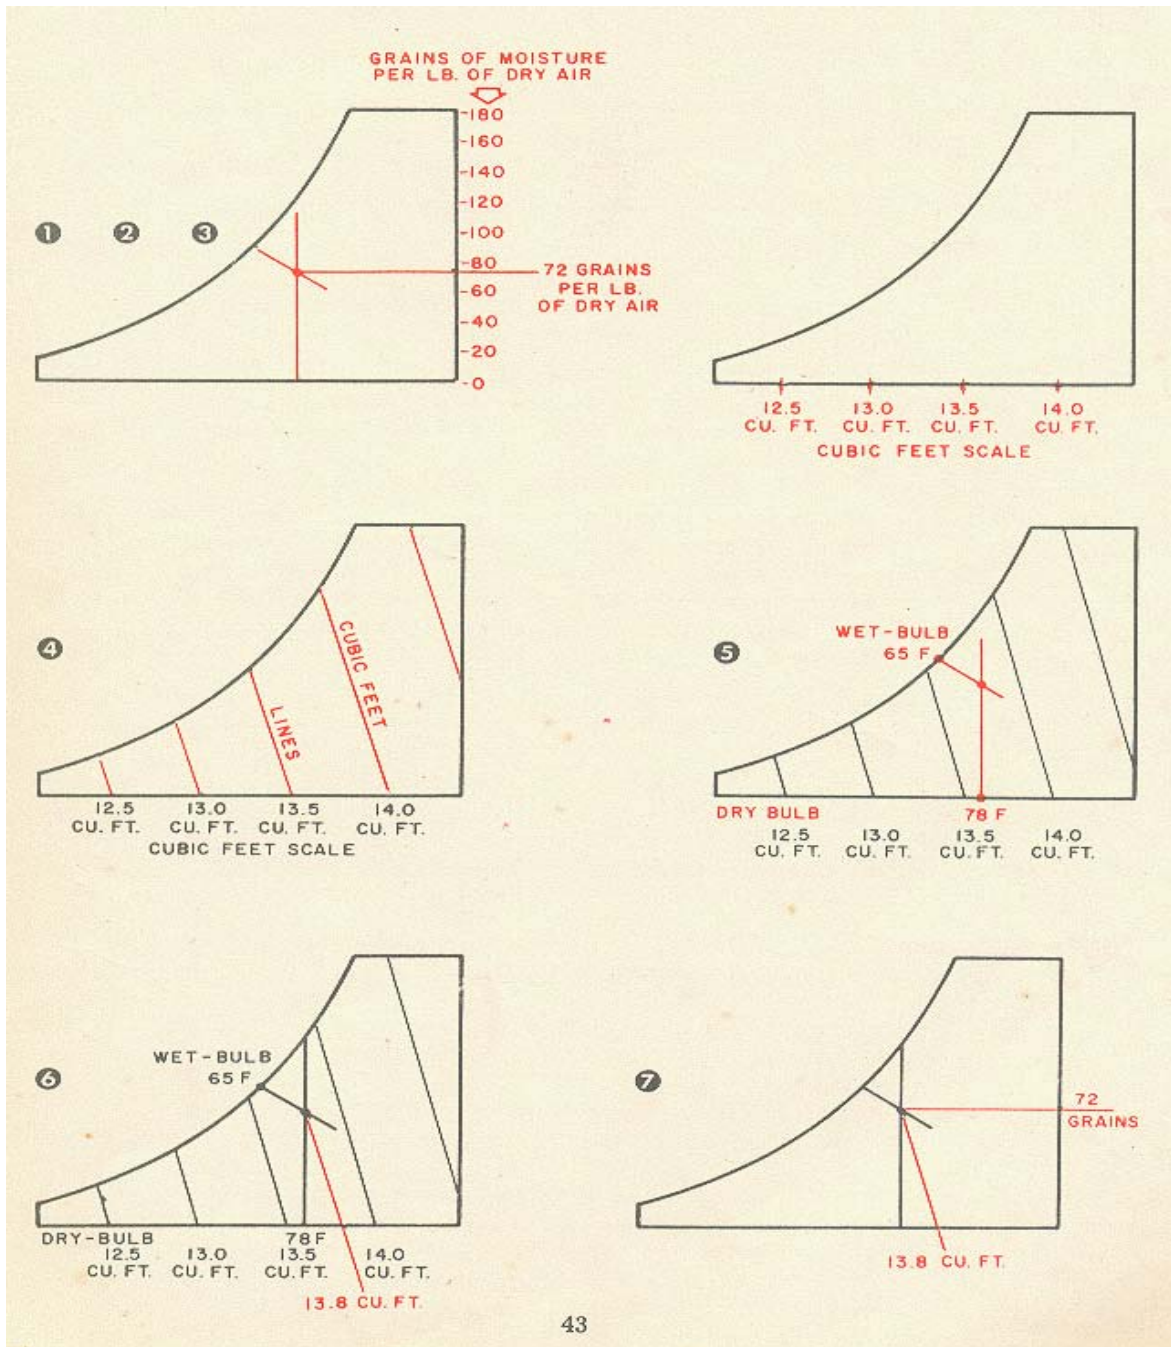 GRAINS OF MOISTURE
PER LB. OF DRY AIR
-180
-160
-140
-120
-100
-80
-60
-40
-20
-0
1 2 3
72 GRAINS
PER LB.
OF DRY AIR
12.5 13.0 13.5 14.0
CU. FT. CU. FT. CU. FT. CU. FT.
CUBIC FEET SCALE
4
CUBIC FEET
LINES
12.5 13.0 13.5 14.0
CU. FT. CU. FT. CU. FT. CU. FT.
CUBIC FEET SCALE
5
WET-BULB
65 F
DRY BULB 78 F
12.5 13.0 13.5 14.0
CU. FT. CU. FT. CU. FT. CU. FT.
6
WET-BULB
65 F
DRY-BULB 78 F
12.5 13.0 13.5 14.0
CU. FT. CU. FT. CU. FT. CU. FT.
13.8 CU. FT.
7
72
GRAINS
13.8 CU. FT.
43